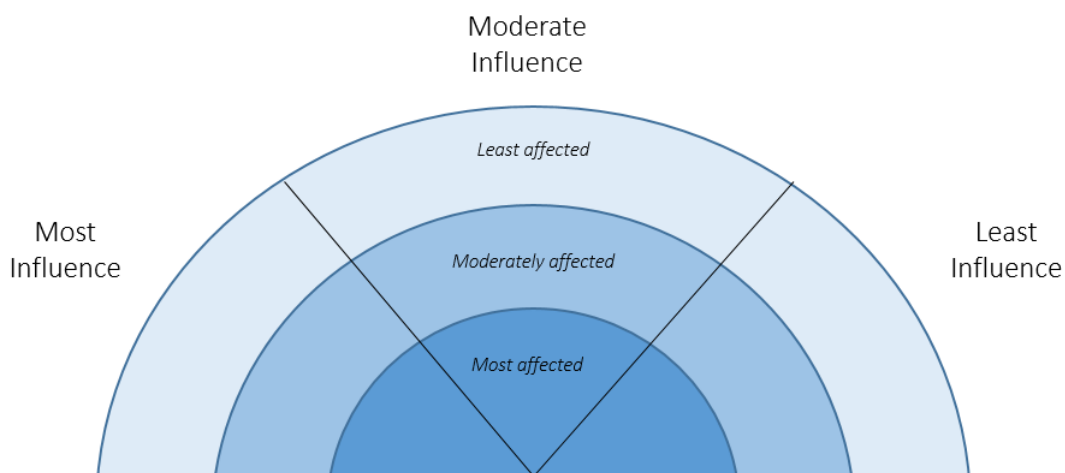 Moderate
Influence
Least affected
Most
Influence
Least
Influence
Moderately affected
Most affected